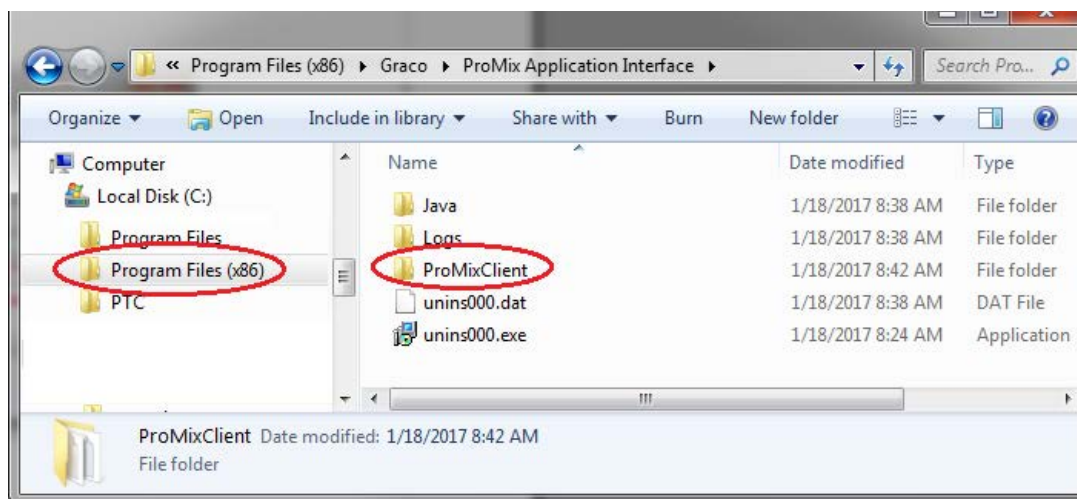 « Program Files (x86) ▸ Graco ▸ ProMix Application Interface ▸ Search Pro...
Organize Open Include in library Share with Burn New folder
Computer
Local Disk (C:)
Program Files
Program Files (x86)
PTC
Name Date modified Type
Java 1/18/2017 8:38 AM File folder
Logs 1/18/2017 8:38 AM File folder
ProMixClient 1/18/2017 8:42 AM File folder
unins000.dat 1/18/2017 8:38 AM DAT File
unins000.exe 1/18/2017 8:24 AM Application
ProMixClient Date modified: 1/18/2017 8:42 AM
File folder